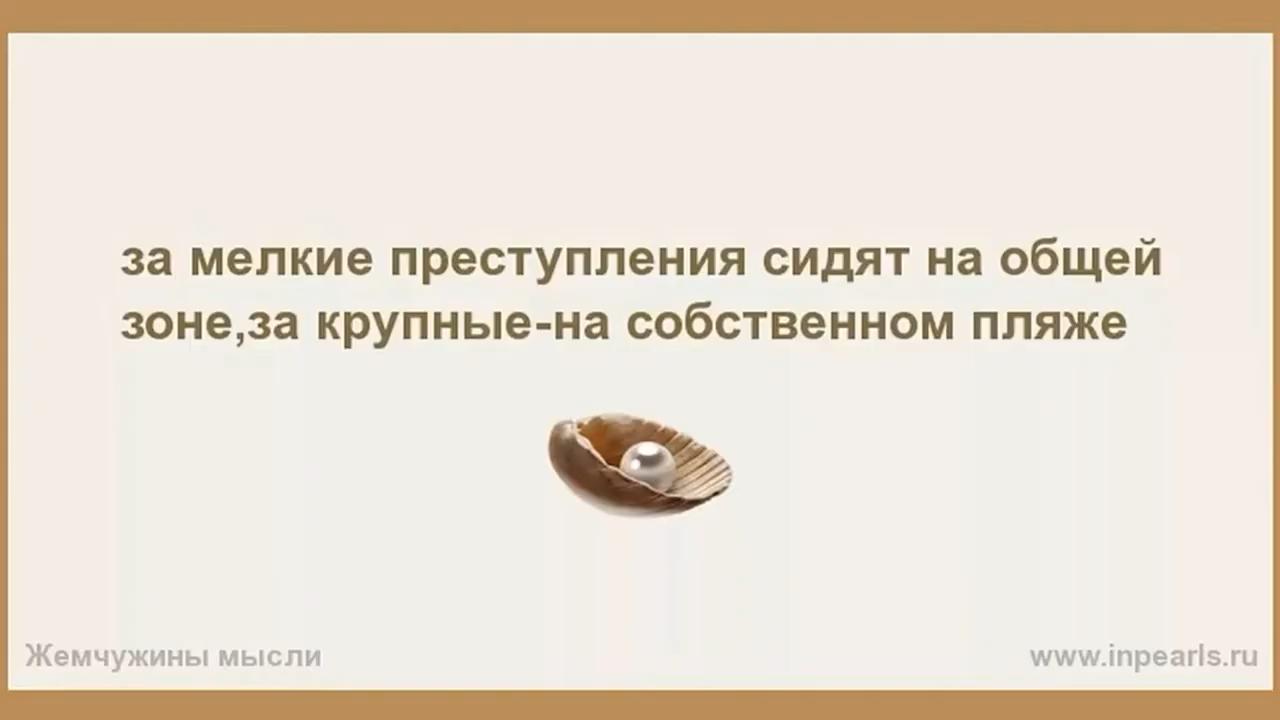 за мелкие преступления сидят на общей
зоне,за крупные-на собственном пляже
Жемчужины мысли
www.inpearls.ru